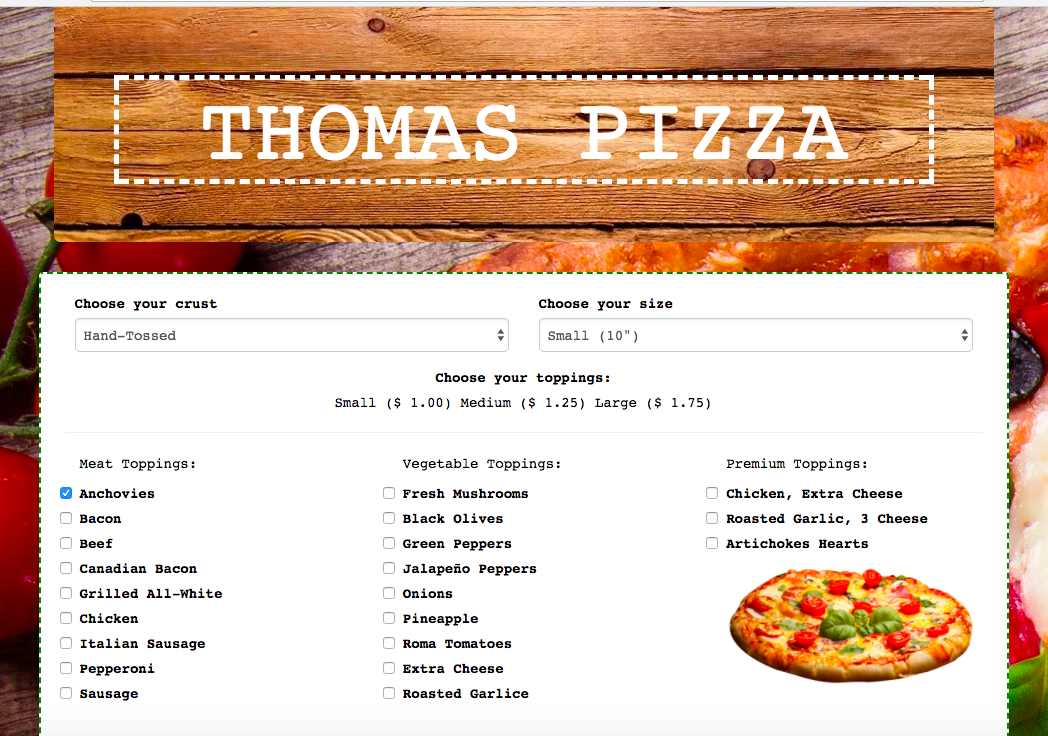 THOMAS PIZZA
Choose your crust
Hand-Tossed
Choose your size
Small (10")
Choose your toppings:
Small ($ 1.00) Medium ($ 1.25) Large ($ 1.75)
Meat Toppings:
Anchovies
Bacon
Beef
Canadian Bacon
Grilled All-White
Chicken
Italian Sausage
Pepperoni
Sausage
Vegetable Toppings:
Fresh Mushrooms
Black Olives
Green Peppers
Jalapeño Peppers
Onions
Pineapple
Roma Tomatoes
Extra Cheese
Roasted Garlice
Premium Toppings:
Chicken, Extra Cheese
Roasted Garlic, 3 Cheese
Artichokes Hearts